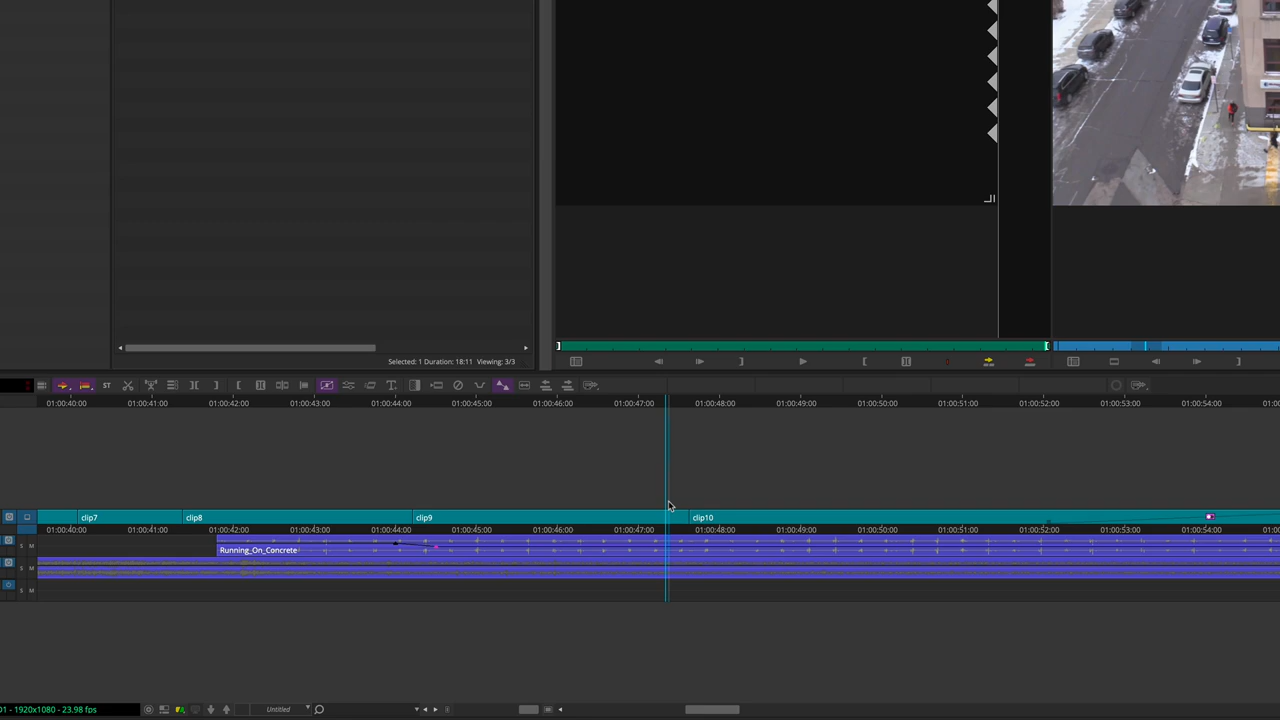 Selected: 1 Duration: 18:11 Viewing: 3/3
ST
01:00:40:00 01:00:41:00 01:00:42:00 01:00:43:00 01:00:44:00 01:00:45:00 01:00:46:00 01:00:47:00 01:00:48:00 01:00:49:00 01:00:50:00 01:00:51:00 01:00:52:00 01:00:53:00 01:00:54:00 01:00
clip7 clip8 clip9 clip10
01:00:40:00 01:00:41:00 01:00:42:00 01:00:43:00 01:00:44:00 01:00:45:00 01:00:46:00 01:00:47:00 01:00:48:00 01:00:49:00 01:00:50:00 01:00:51:00 01:00:52:00 01:00:53:00 01:00:54:00 01:00
S M
Running_On_Concrete
S M
S M
01 - 1920x1080 - 23.98 fps
Untitled